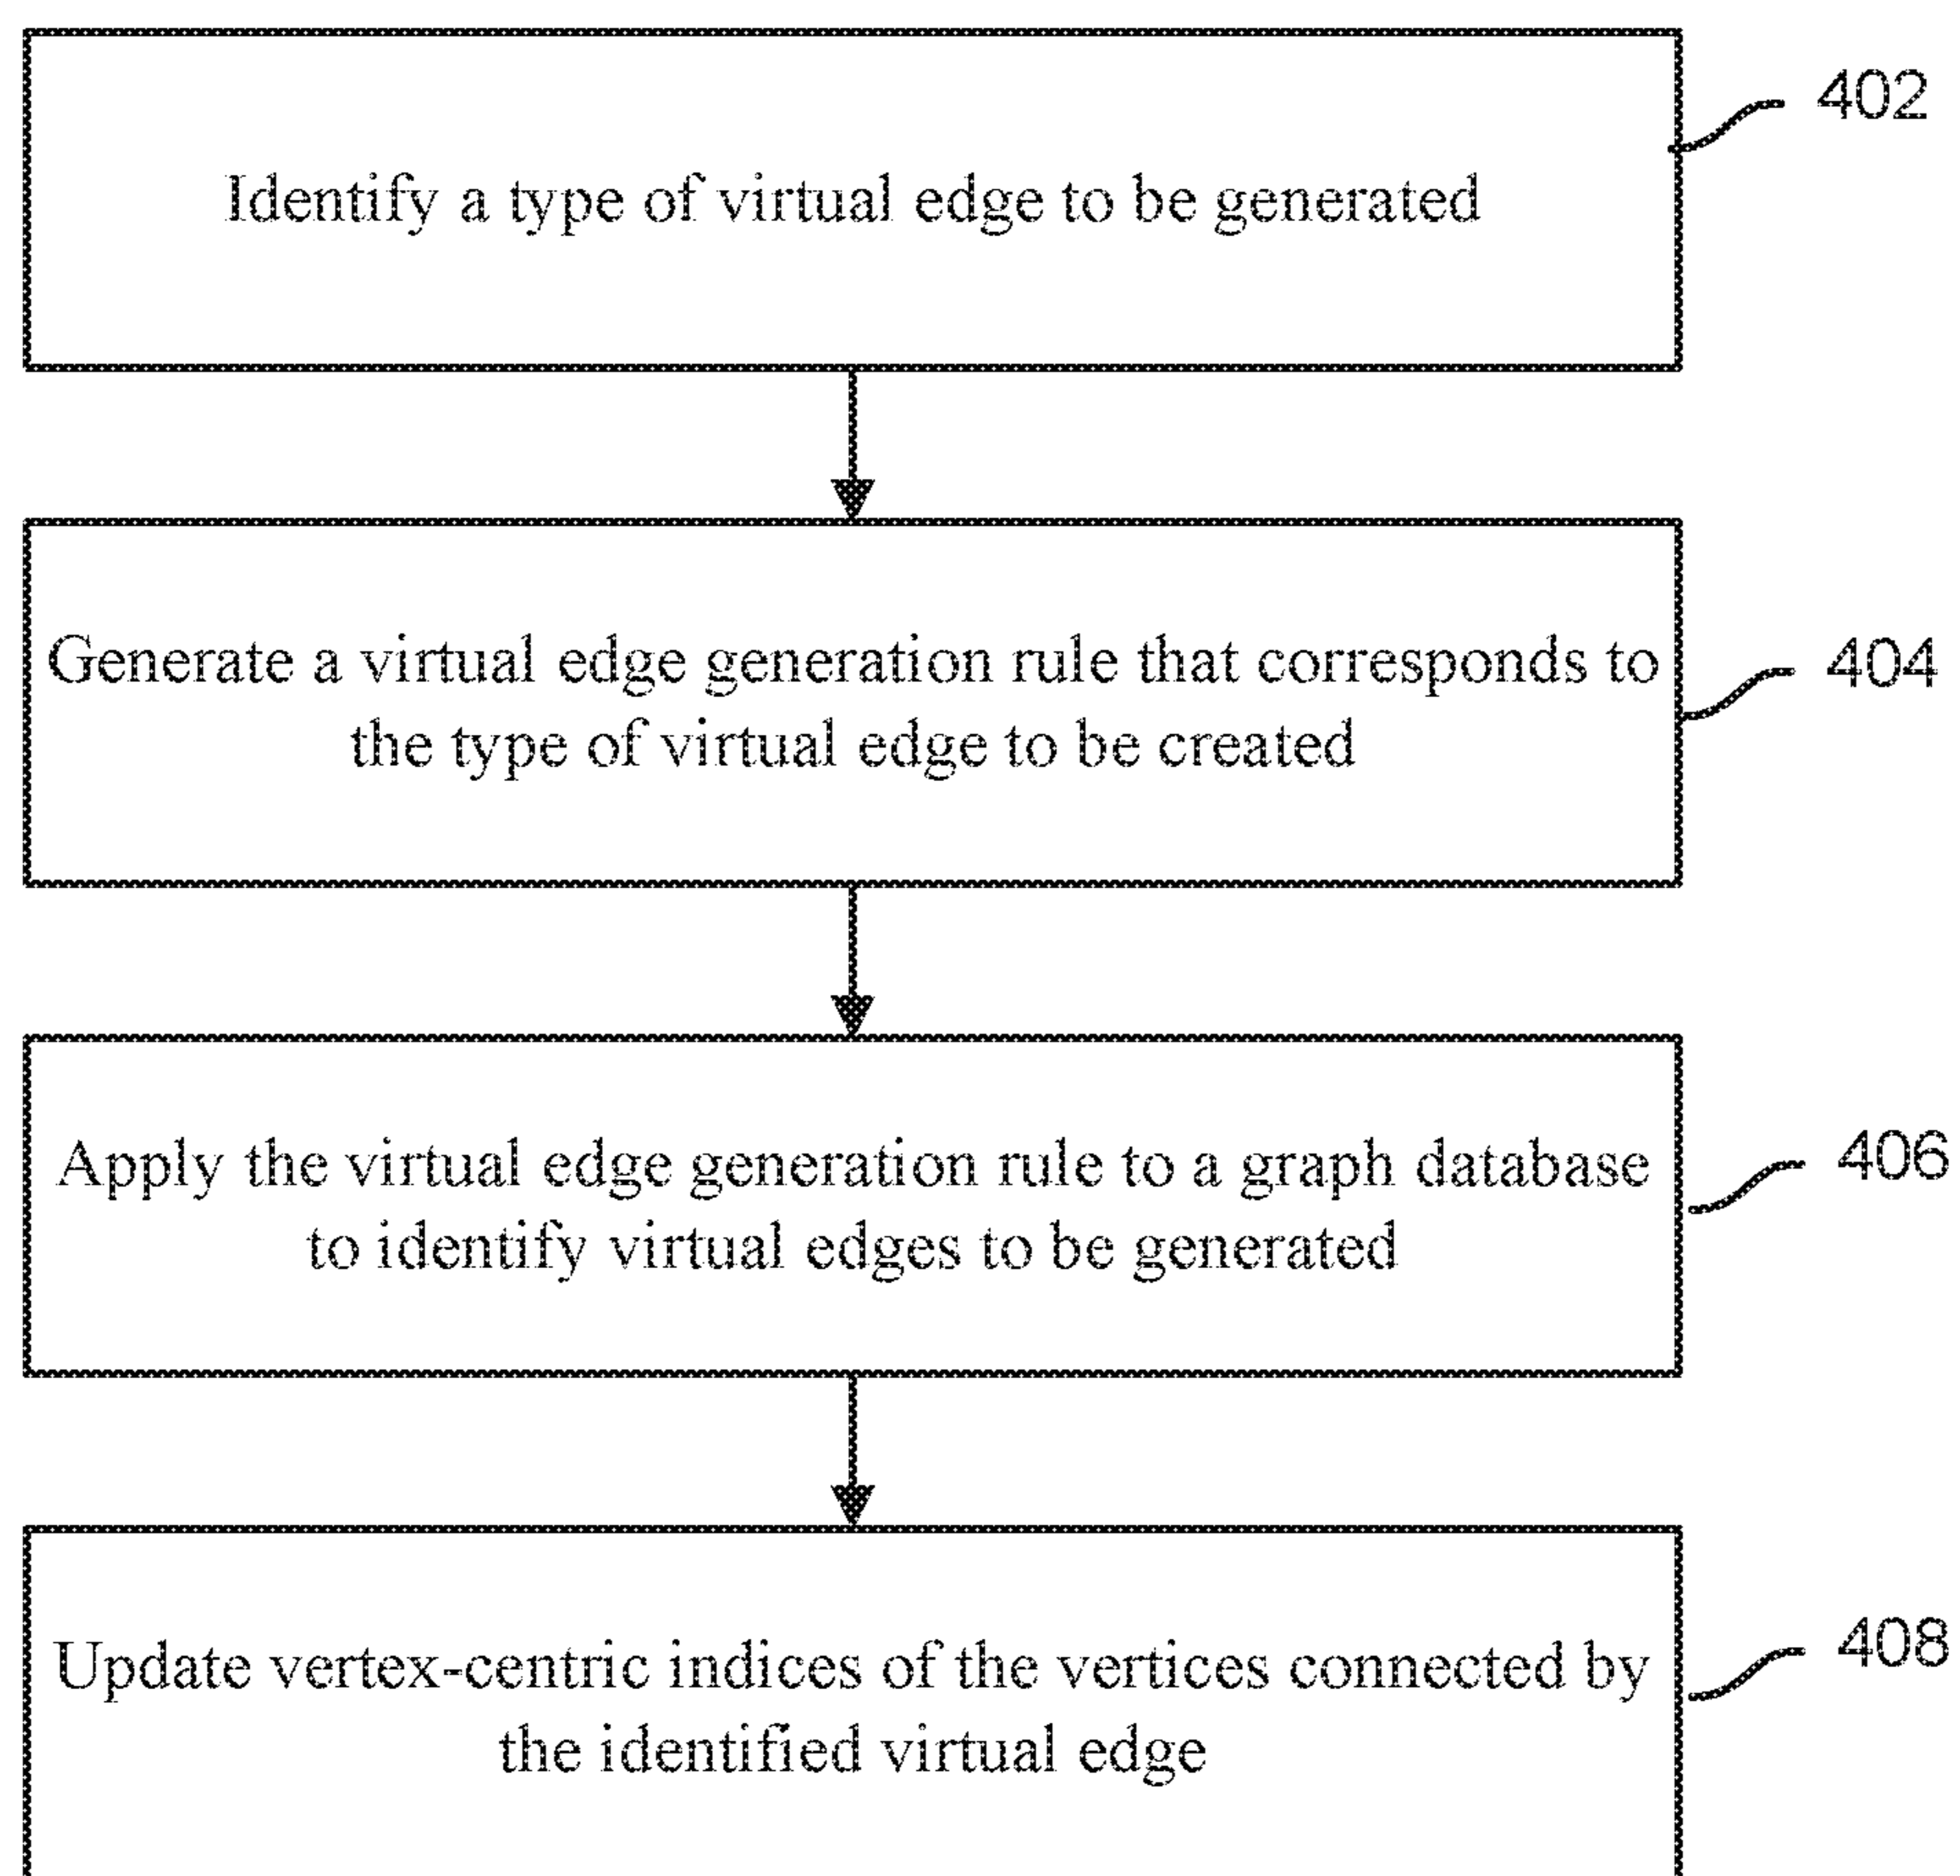 402
Identify a type of virtual edge to be generated
Generate a virtual edge generation rule that corresponds to
the type of virtual edge to be created
404
Apply the virtual edge generation rule to a graph database
to identify virtual edges to be generated
406
Update vertex-centric indices of the vertices connected by
the identified virtual edge
408